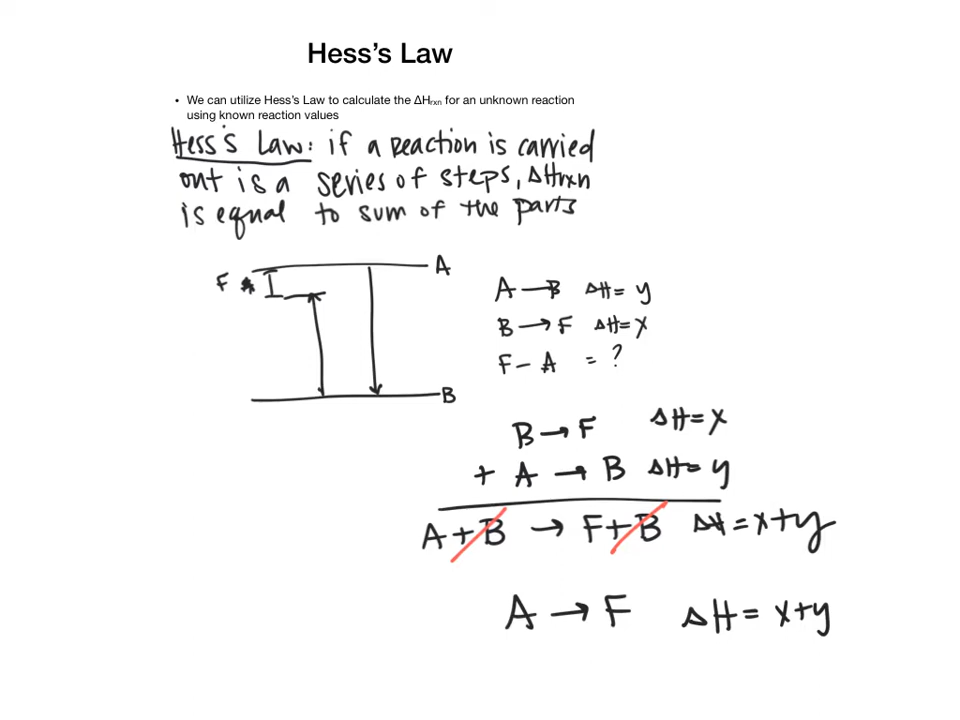 Hess's Law
• We can utilize Hess's Law to calculate the ΔHrxn for an unknown reaction
using known reaction values
Hess's Law: if a reaction is carried
out is a series of steps, ΔHrxn
is equal to sum of the parts
A
F
B
A → B ΔH = y
B → F ΔH = x
F – A = ?
B → F ΔH = x
+ A → B ΔH = y
A + B → F + B ΔH = x + y
A → F ΔH = x + y